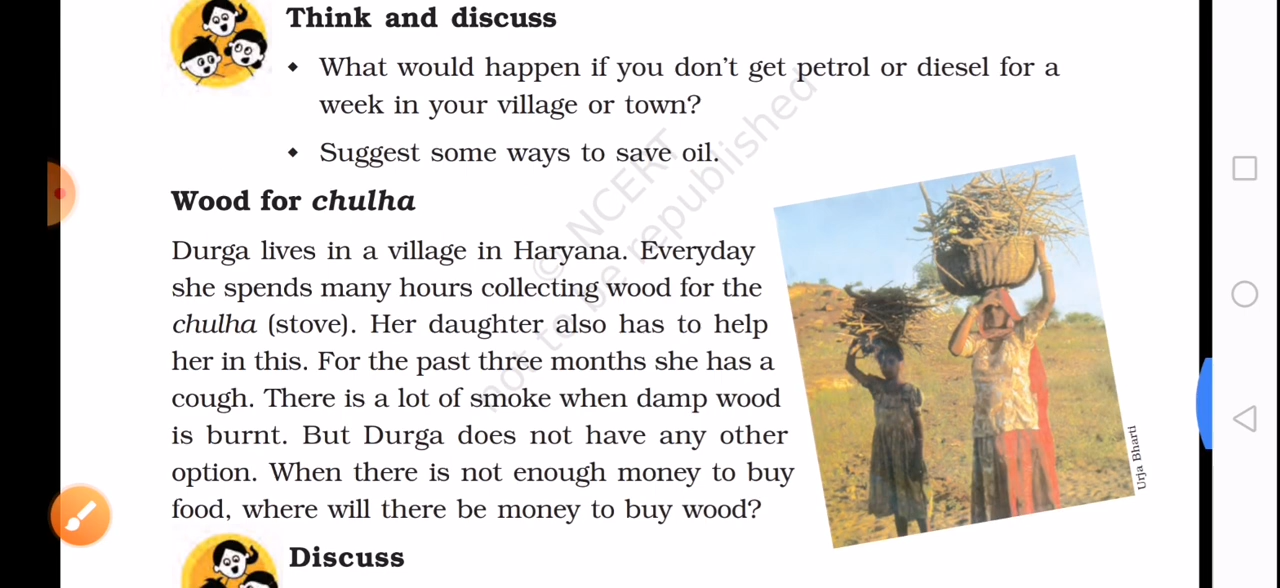 Think and discuss
• What would happen if you don't get petrol or diesel for a
week in your village or town?
• Suggest some ways to save oil.
Wood for chulha
Durga lives in a village in Haryana. Everyday
she spends many hours collecting wood for the
chulha (stove). Her daughter also has to help
her in this. For the past three months she has a
cough. There is a lot of smoke when damp wood
is burnt. But Durga does not have any other
option. When there is not enough money to buy
food, where will there be money to buy wood?
Urja Bharti
Discuss
© NCERT
not to be republished